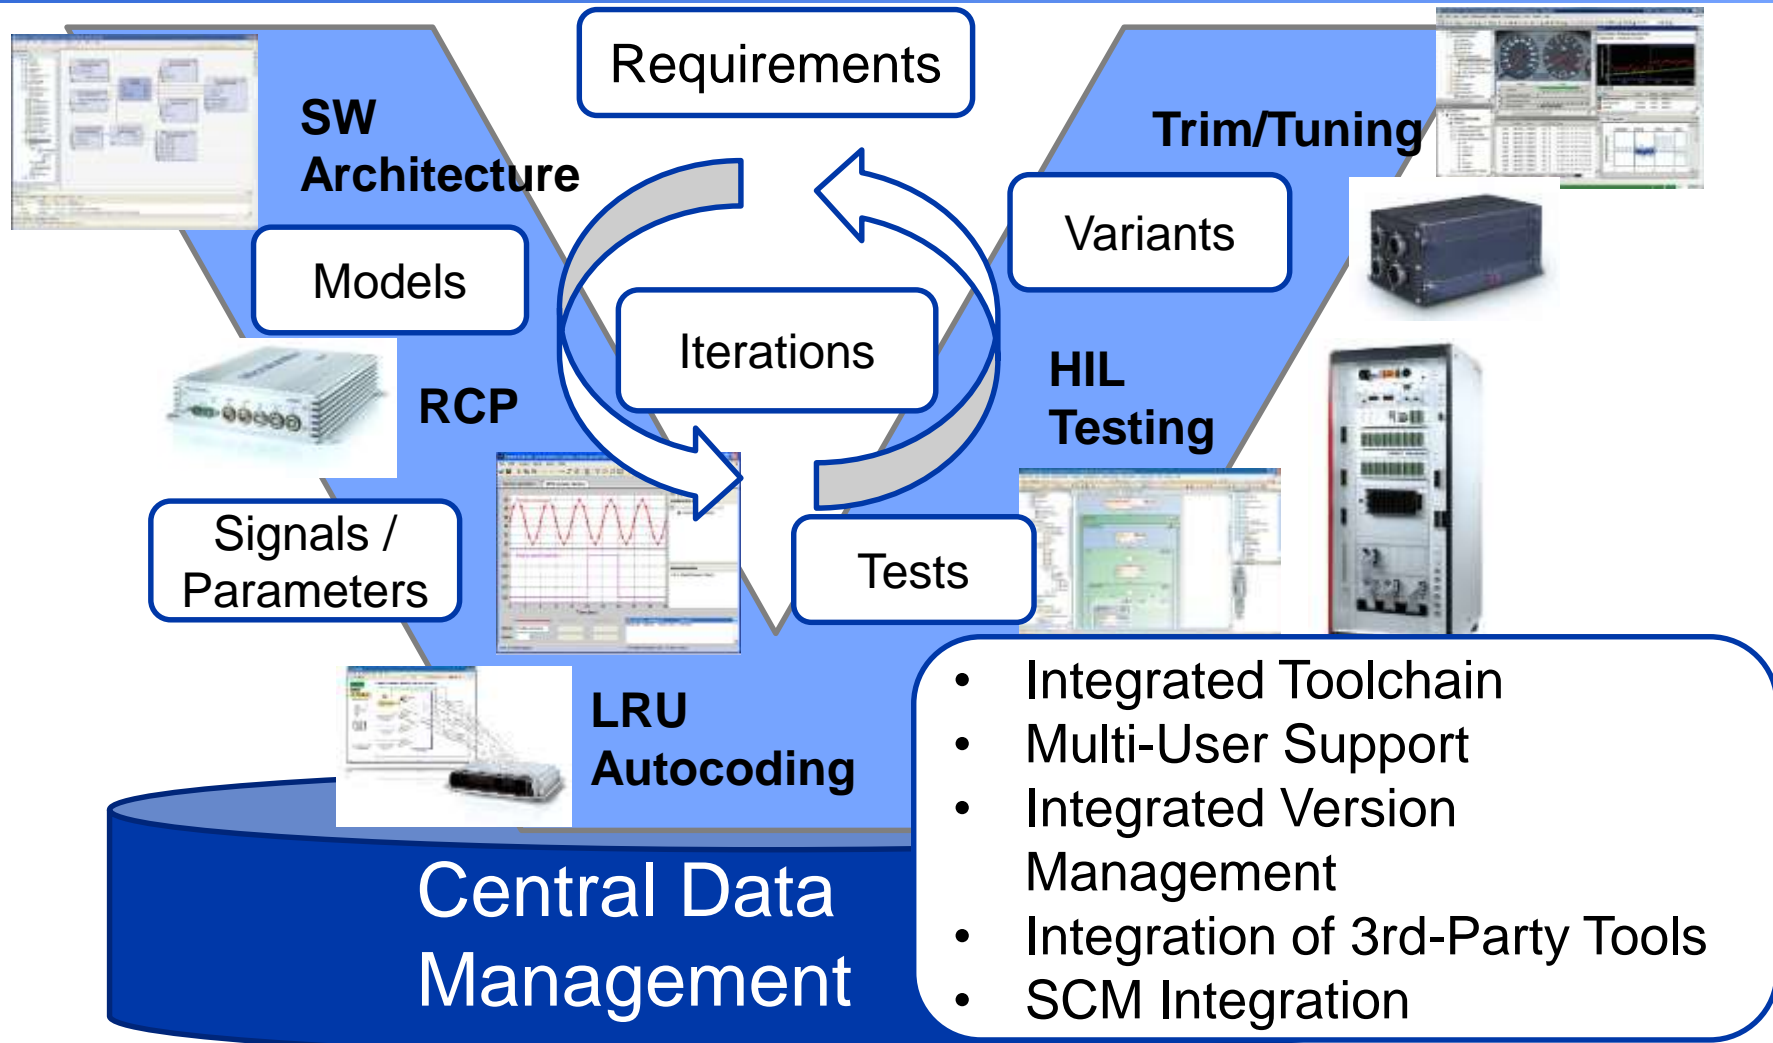 Requirements
SW
Architecture
Trim/Tuning
Models
Variants
Iterations
RCP
HIL
Testing
Signals /
Parameters
Tests
LRU
Autocoding
Central Data
Management
• Integrated Toolchain
• Multi-User Support
• Integrated Version
Management
• Integration of 3rd-Party Tools
• SCM Integration